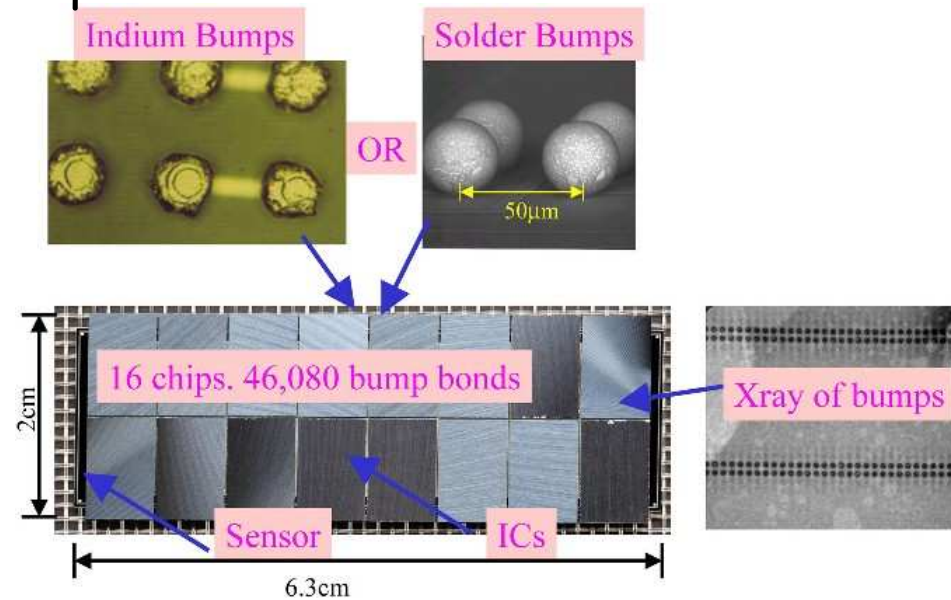 Indium Bumps
Solder Bumps
OR
50μm
16 chips. 46,080 bump bonds
Xray of bumps
2cm
Sensor
ICs
6.3cm